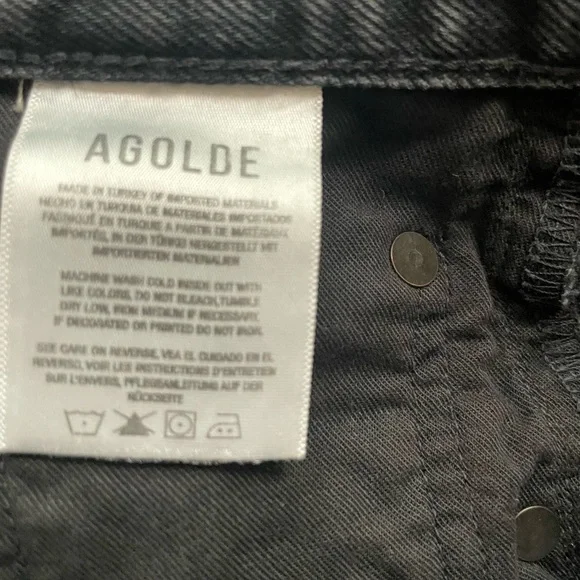 AGOLDE
MADE IN TURKEY OF IMPORTED MATERIALS -
HECHO EN TURQUIA DE MATERIALES IMPORTADOS
FABRIQUÉ EN TURQUIE A PARTIR DE MATIÈRES
IMPORTÉS, IN DER TÜRKEI HERGESTELLT MIT
IMPORTIERTEN MATERIALIEN
MACHINE WASH COLD INSIDE OUT WITH
LIKE COLORS, DO NOT BLEACH,TUMBLE
DRY LOW, IRON MEDIUM IF NECESSARY.
IF DECORATED OR PRINTED DO NOT IRON.
SEE CARE ON REVERSE, VEA EL CUIDADO EN EL
REVERSO, VOIR LES INSTRUCTIONS D'ENTRETIEN
SUR L'ENVERS, PFLEGEANLEITUNG AUF DER
RÜCKSEITE